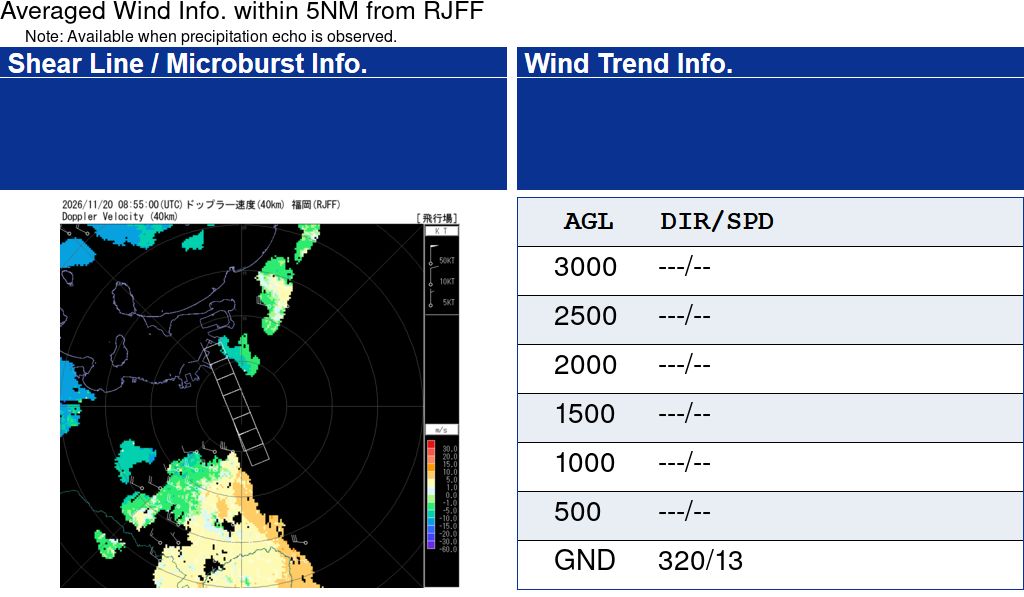 Averaged Wind Info. within 5NM from RJFF
Note: Available when precipitation echo is observed.
Shear Line / Microburst Info.
Wind Trend Info.
2026/11/20 08:55:00(UTC) ドップラー速度(40km) 福岡(RJFF)
Doppler Velocity (40km)
[飛行場]
KT
50KT
10KT
5KT
m/s
30.0
20.0
15.0
10.0
5.0
1.0
0.0
-1.0
-5.0
-10.0
-15.0
-20.0
-30.0
-60.0
AGL DIR/SPD
3000 ---/--
2500 ---/--
2000 ---/--
1500 ---/--
1000 ---/--
500 ---/--
GND 320/13